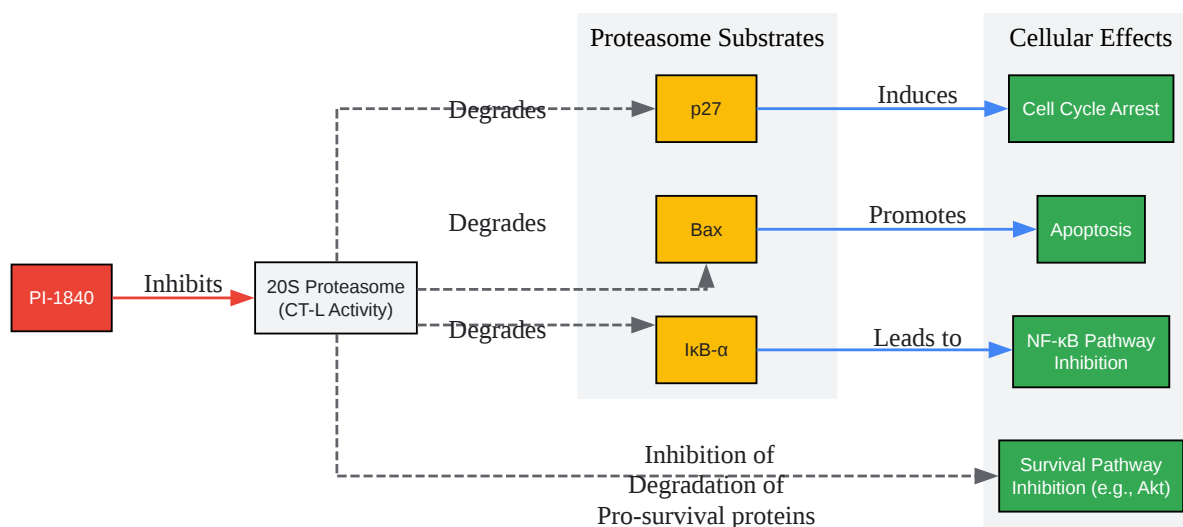 Proteasome Substrates
Cellular Effects
Degrades
p27
Induces
Cell Cycle Arrest
Degrades
Bax
Promotes
Apoptosis
PI-1840
Inhibits
20S Proteasome
(CT-L Activity)
Degrades
IκB-α
Leads to
NF-κB Pathway
Inhibition
Inhibition of
Degradation of
Pro-survival proteins
Survival Pathway
Inhibition (e.g., Akt)